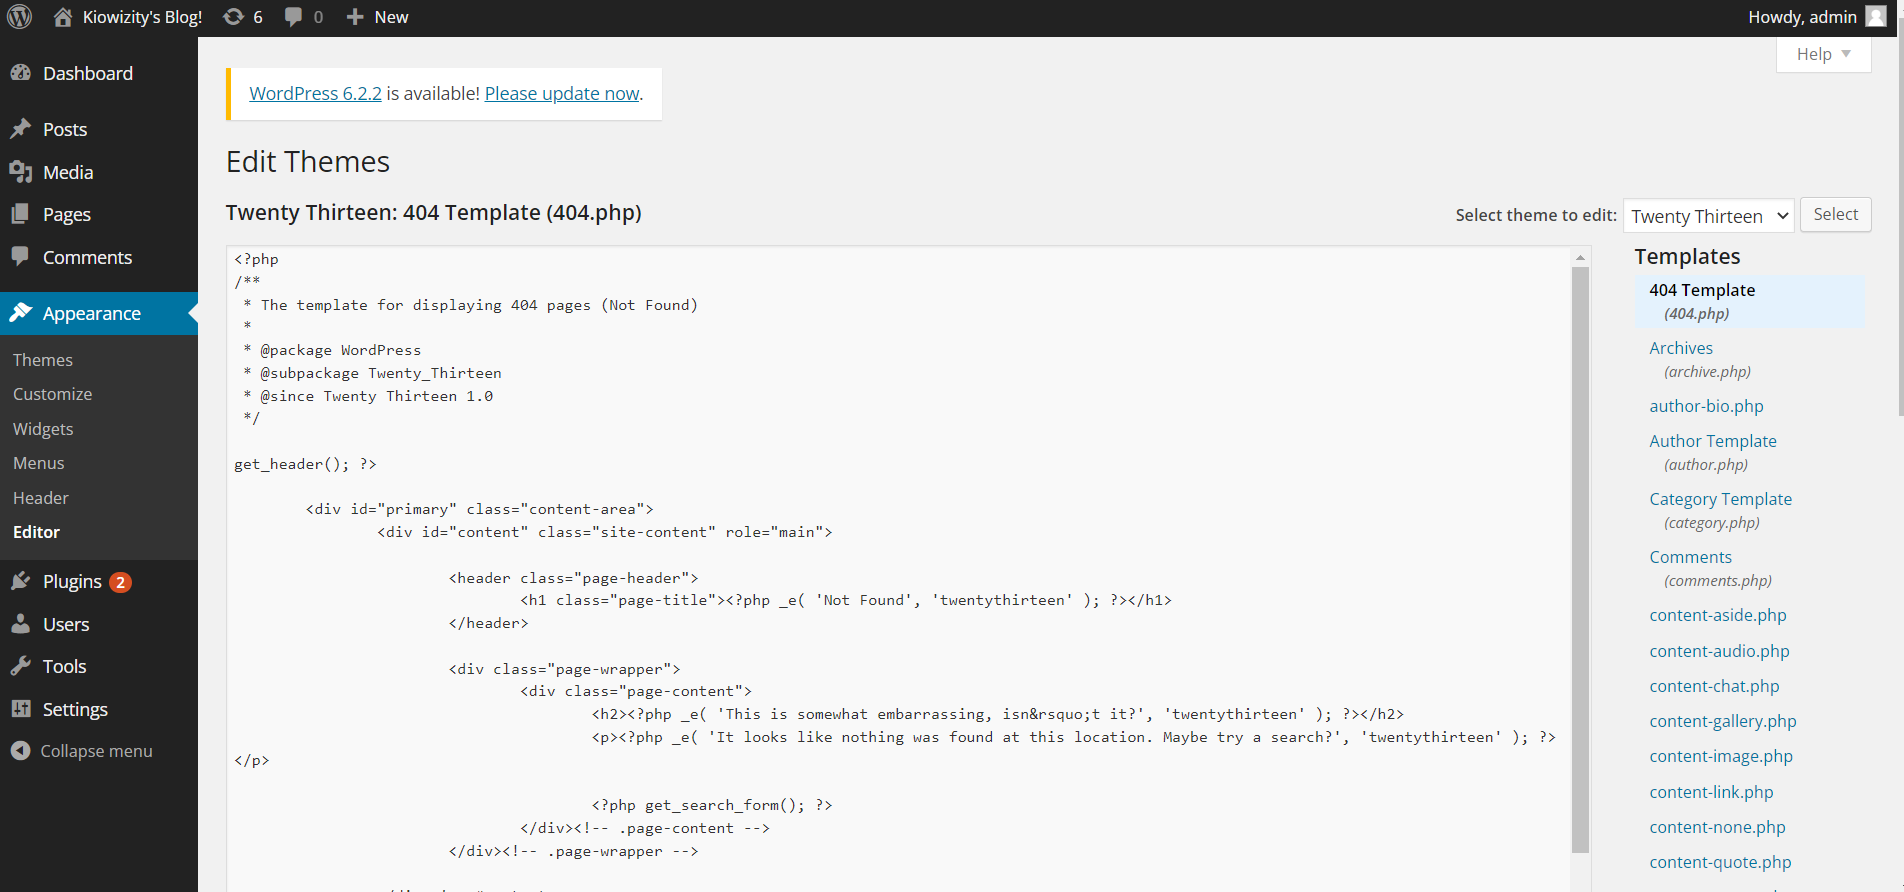 Kiowizity's Blog! 6 0 New Howdy, admin
Help
Dashboard
Posts
Media
Pages
Comments
Appearance
Themes
Customize
Widgets
Menus
Header
Editor
Plugins 2
Users
Tools
Settings
Collapse menu
WordPress 6.2.2 is available! Please update now.
Edit Themes
Twenty Thirteen: 404 Template (404.php)
Select theme to edit: Twenty Thirteen Select
<?php
/**
 * The template for displaying 404 pages (Not Found)
 *
 * @package WordPress
 * @subpackage Twenty_Thirteen
 * @since Twenty Thirteen 1.0
 */
get_header(); ?>
<div id="primary" class="content-area">
<div id="content" class="site-content" role="main">
<header class="page-header">
<h1 class="page-title"><?php _e( 'Not Found', 'twentythirteen' ); ?></h1>
</header>
<div class="page-wrapper">
<div class="page-content">
<h2><?php _e( 'This is somewhat embarrassing, isn&rsquo;t it?', 'twentythirteen' ); ?></h2>
<p><?php _e( 'It looks like nothing was found at this location. Maybe try a search?', 'twentythirteen' ); ?>
</p>
<?php get_search_form(); ?>
</div><!-- .page-content -->
</div><!-- .page-wrapper -->
Templates
404 Template
(404.php)
Archives
(archive.php)
author-bio.php
Author Template
(author.php)
Category Template
(category.php)
Comments
(comments.php)
content-aside.php
content-audio.php
content-chat.php
content-gallery.php
content-image.php
content-link.php
content-none.php
content-quote.php